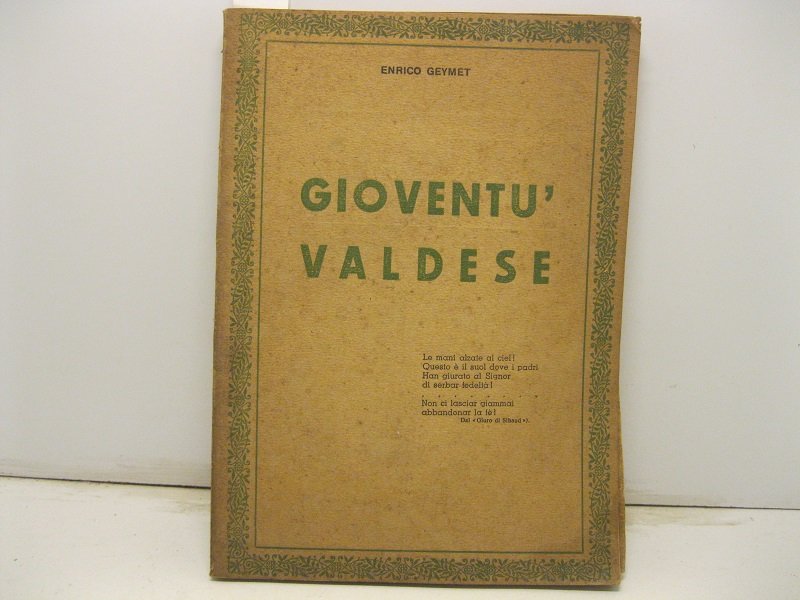 ENRICO GEYMET
GIOVENTU'
VALDESE
Le mani alzate al ciel!
Questo è il suol dove i padri
Han giurato al Signor
di serbar fedeltà!
. . . . . . . . .
Non ci lasciar giammai
abbandonar la fè!
Dal «Giuro di Sibaud».